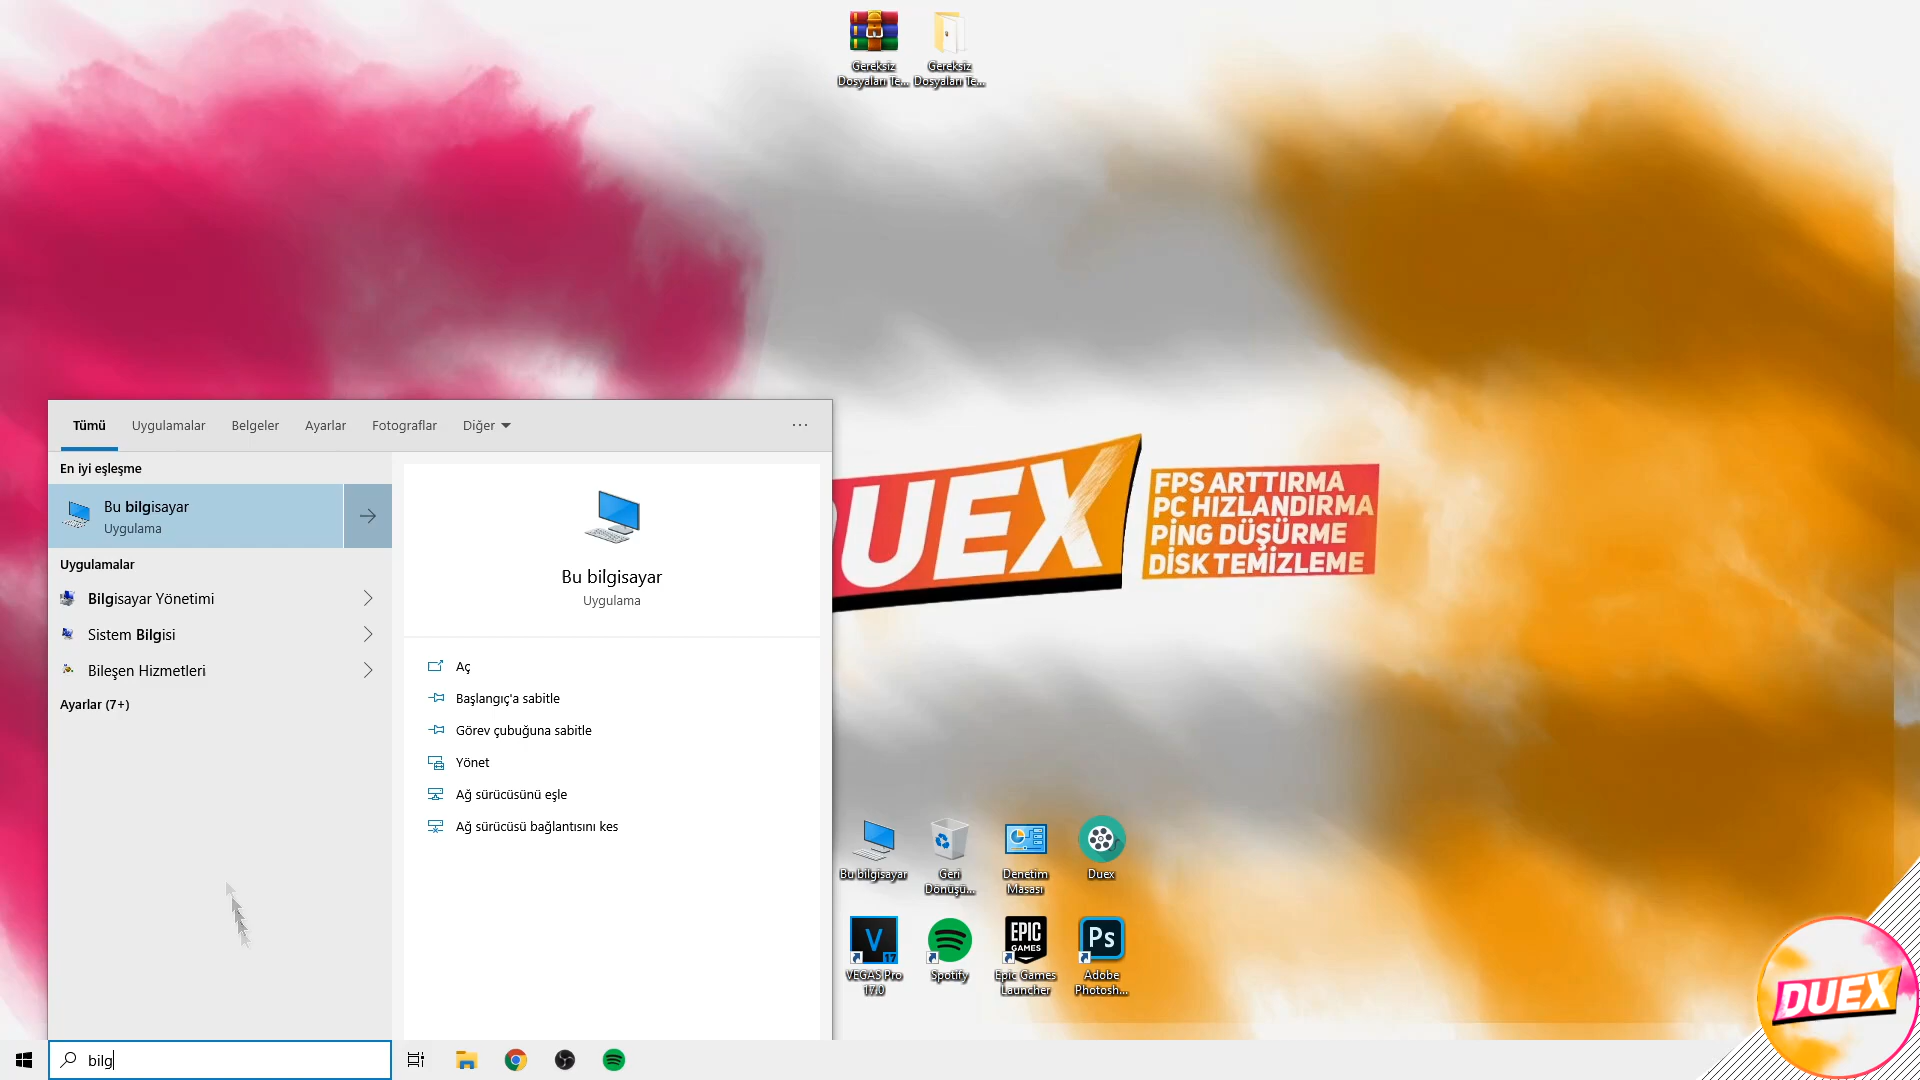 Gereksiz
Dosyaları Te...
Gereksiz
Dosyaları Te...
Tümü
Uygulamalar
Belgeler
Ayarlar
Fotograflar
Diğer
...
En iyi eşleşme
Bu bilgisayar
Uygulama
Uygulamalar
Bilgisayar Yönetimi
Sistem Bilgisi
Bileşen Hizmetleri
Ayarlar (7+)
Bu bilgisayar
Uygulama
Aç
Başlangıç'a sabitle
Görev çubuğuna sabitle
Yönet
Ağ sürücüsünü eşle
Ağ sürücüsü bağlantısını kes
DUEX
FPS ARTTIRMA
PC HIZLANDIRMA
PİNG DÜŞÜRME
DİSK TEMİZLEME
Bu bilgisayar
Geri
Dönüşü...
Denetim
Masası
Duex
V
17
VEGAS Pro
17.0
Spotify
EPIC
GAMES
Epic Games
Launcher
Ps
Adobe
Photosh...
DUEX
bilg